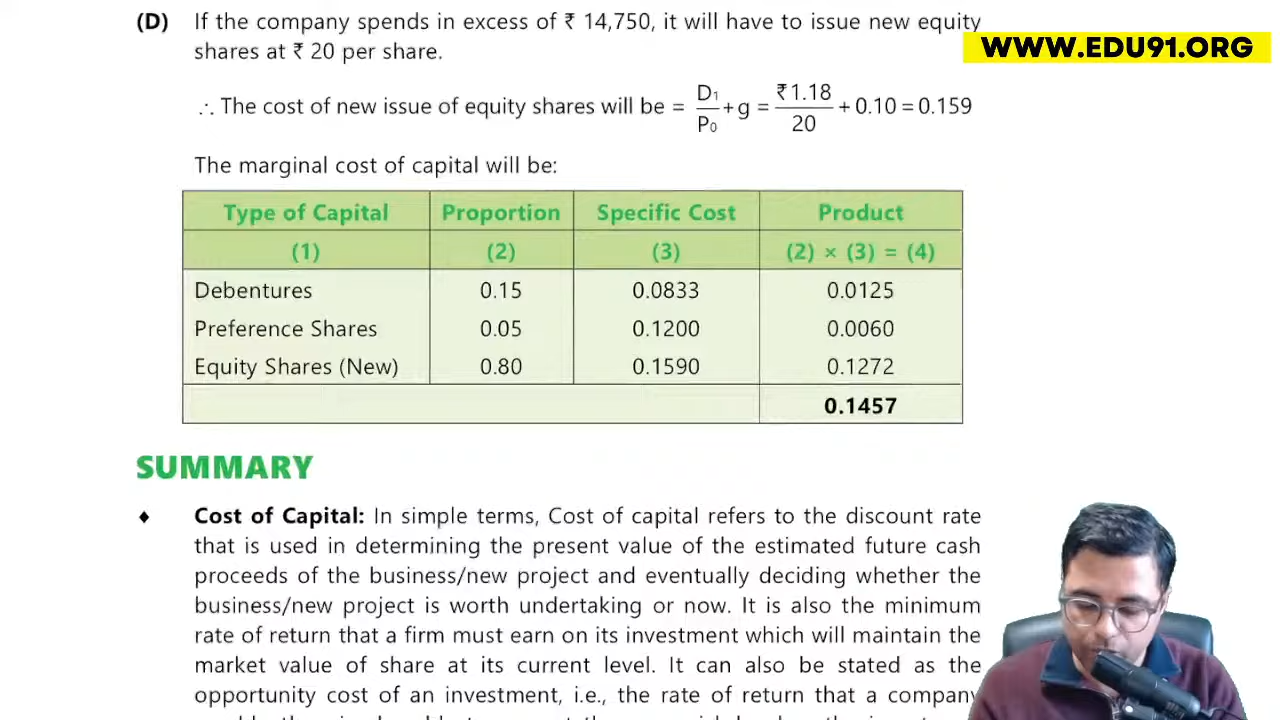 (D) If the company spends in excess of ₹ 14,750, it will have to issue new equity
shares at ₹ 20 per share.
WWW.EDU91.ORG
∴ The cost of new issue of equity shares will be = D1/P0 + g = ₹1.18/20 + 0.10 = 0.159
The marginal cost of capital will be:
Type of Capital Proportion Specific Cost Product
(1) (2) (3) (2) × (3) = (4)
Debentures 0.15 0.0833 0.0125
Preference Shares 0.05 0.1200 0.0060
Equity Shares (New) 0.80 0.1590 0.1272
0.1457
SUMMARY
♦ Cost of Capital: In simple terms, Cost of capital refers to the discount rate
that is used in determining the present value of the estimated future cash
proceeds of the business/new project and eventually deciding whether the
business/new project is worth undertaking or now. It is also the minimum
rate of return that a firm must earn on its investment which will maintain the
market value of share at its current level. It can also be stated as the
opportunity cost of an investment, i.e., the rate of return that a company